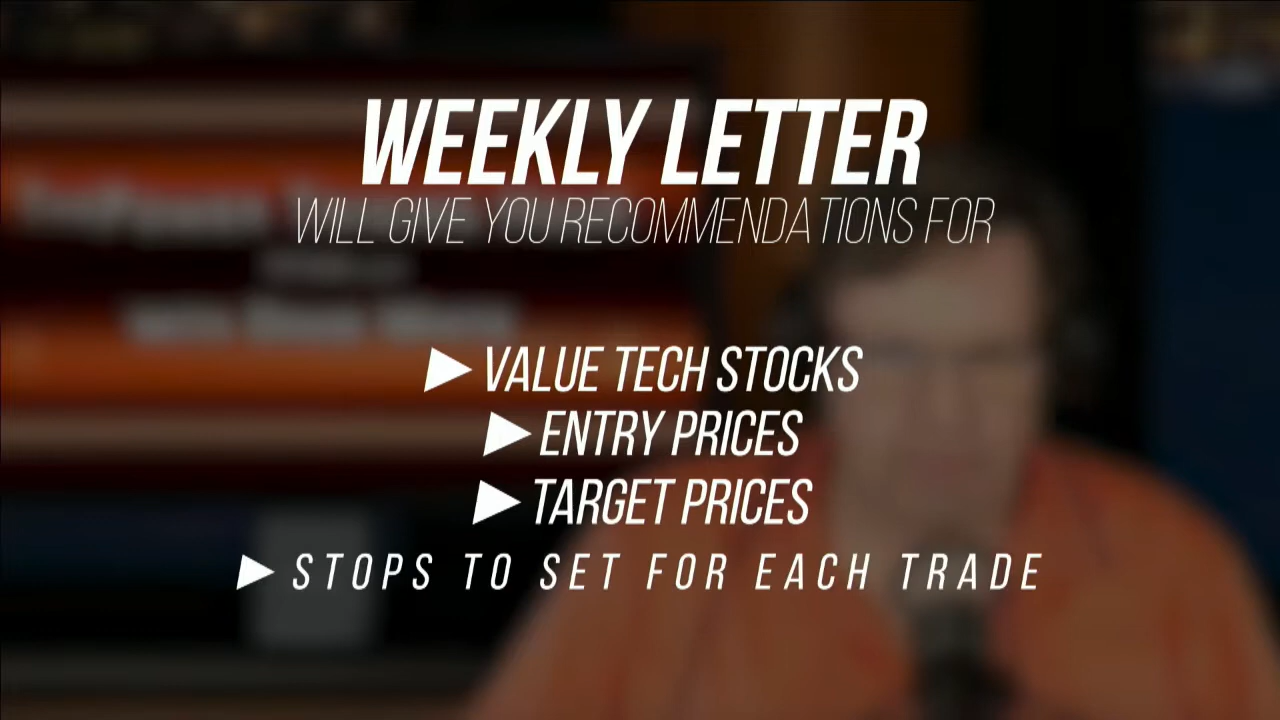 WEEKLY LETTER
WILL GIVE YOU RECOMMENDATIONS FOR
▶ VALUE TECH STOCKS
▶ ENTRY PRICES
▶ TARGET PRICES
▶ STOPS TO SET FOR EACH TRADE